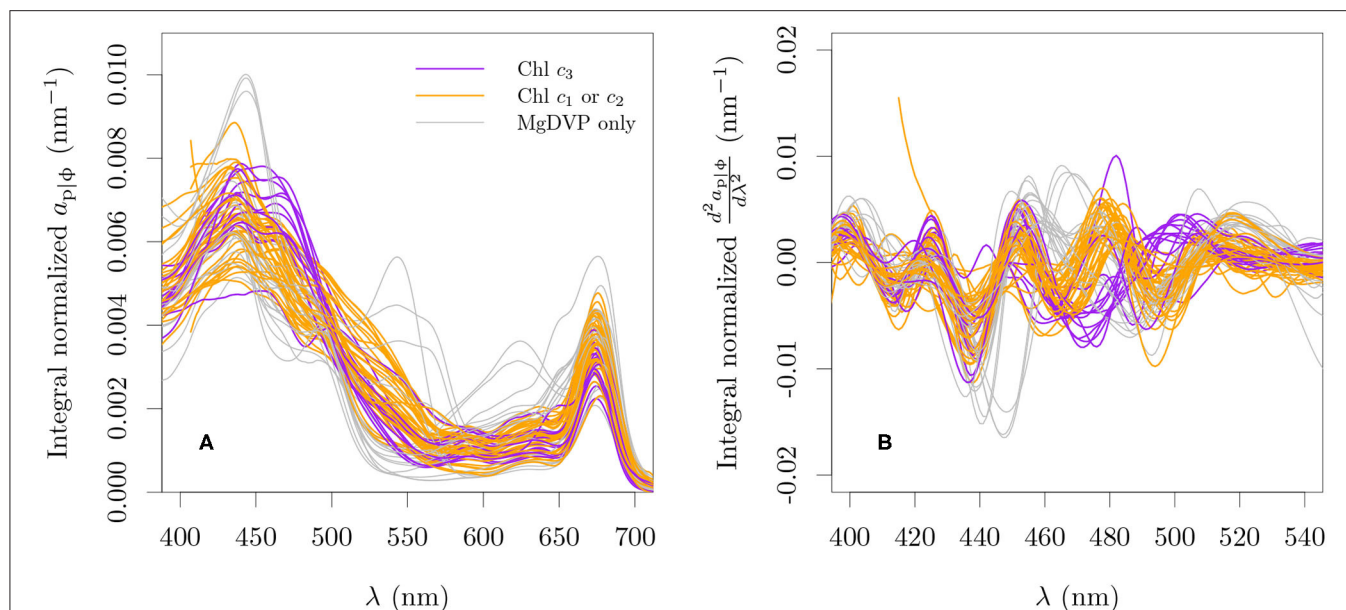 Integral normalized a_{p|Φ} (nm⁻¹)
0.000 0.002 0.004 0.006 0.008 0.010
Chl c₃
Chl c₁ or c₂
MgDVP only
A
400 450 500 550 600 650 700
λ (nm)
Integral normalized d²a_{p|Φ}/dλ² (nm⁻¹)
-0.02 -0.01 0.00 0.01 0.02
B
400 420 440 460 480 500 520 540
λ (nm)